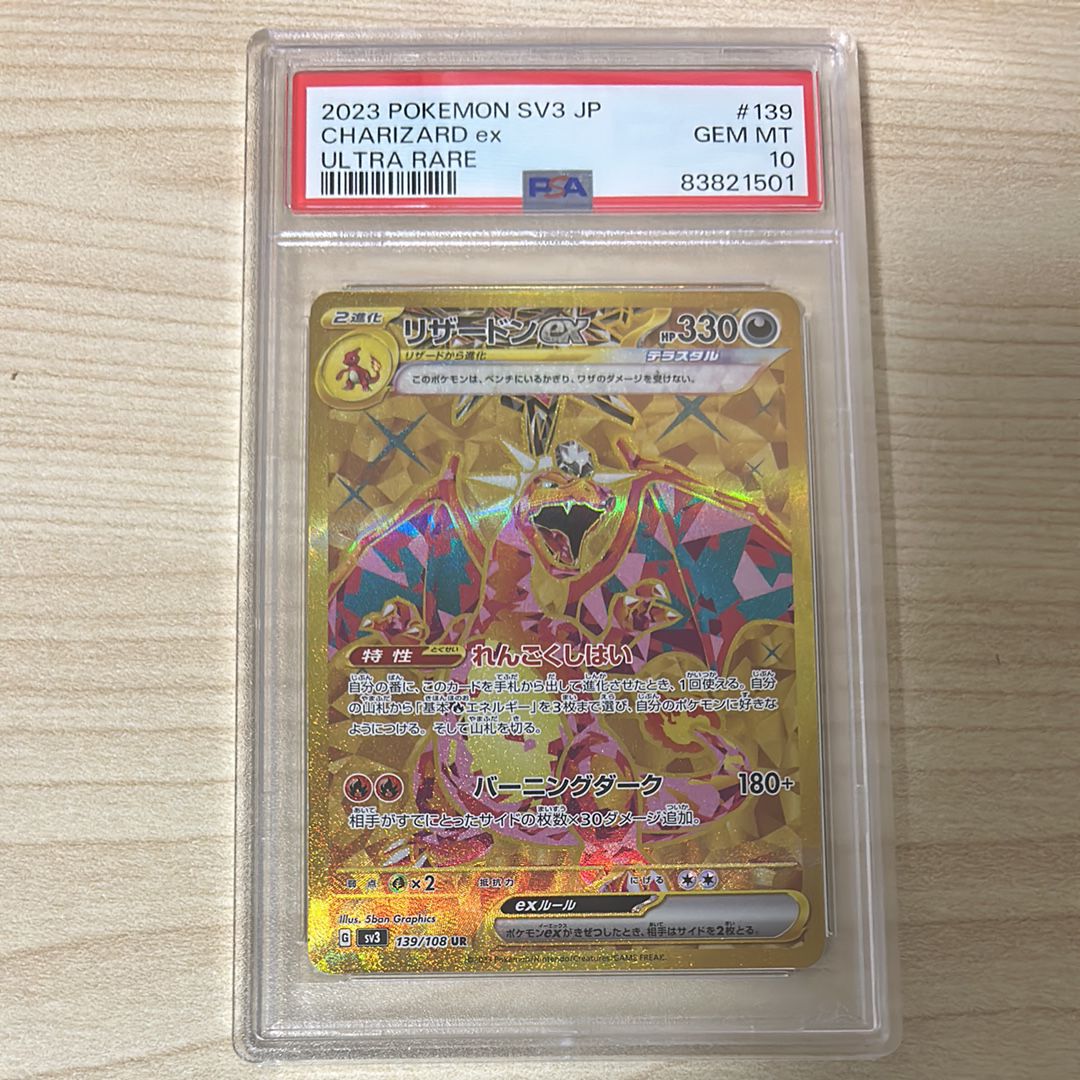 2023 POKEMON SV3 JP #139
CHARIZARD ex GEM MT
ULTRA RARE 10
PSA 83821501
2進化 リザードンex HP330
リザードから進化 テラスタル
このポケモンは、ベンチにいるかぎり、ワザのダメージを受けない。
特性 とくせい れんごくしはい
自分の番に、このカードを手札から出して進化させたとき、1回使える。自分
の山札から「基本エネルギー」を3枚まで選び、自分のポケモンに好きな
ようにつける。そして山札を切る。
バーニングダーク 180+
相手がすでにとったサイドの枚数×30ダメージ追加。
弱点 ×2 抵抗力 にげる
exルール
ポケモンexがきぜつしたとき、相手はサイドを2枚とる。
Illus. 5ban Graphics
G sv3 139/108 UR
©2023 Pokémon/Nintendo/Creatures/GAME FREAK.